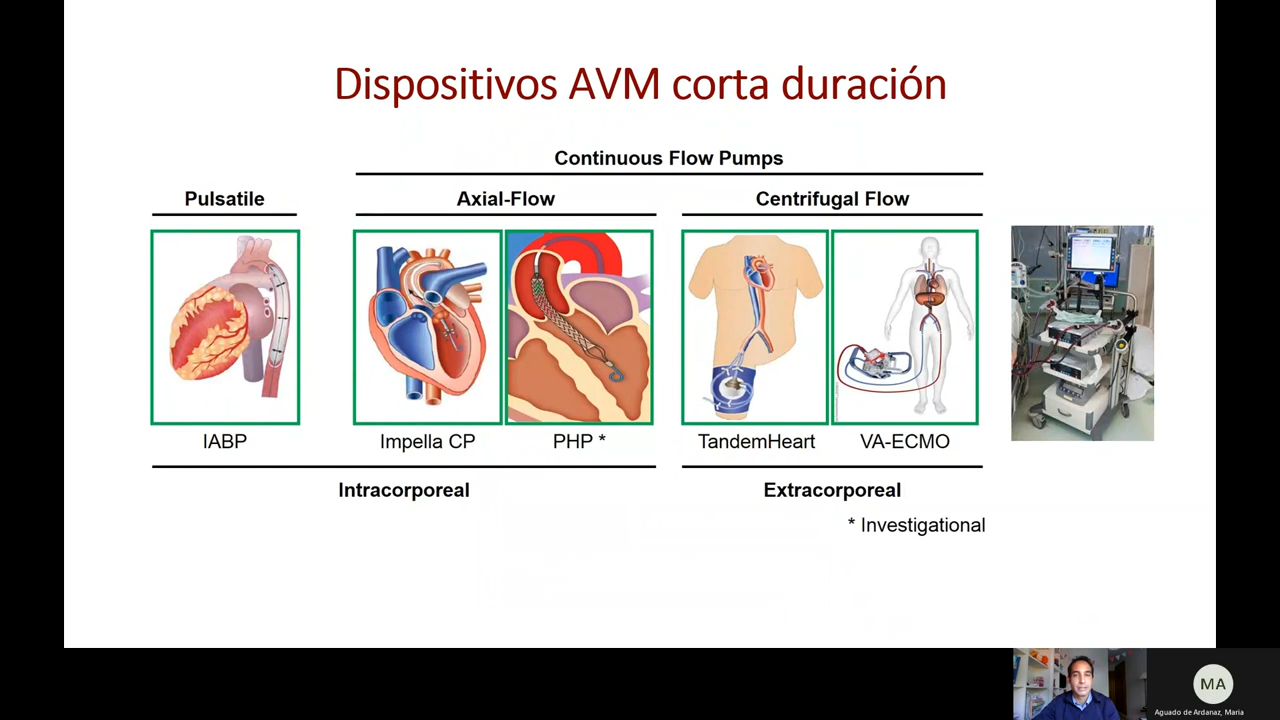 Dispositivos AVM corta duración
Continuous Flow Pumps
Pulsatile
Axial-Flow
Centrifugal Flow
IABP
Impella CP
PHP *
TandemHeart
VA-ECMO
Intracorporeal
Extracorporeal
* Investigational
MA
Aguado de Ardanaz, Maria